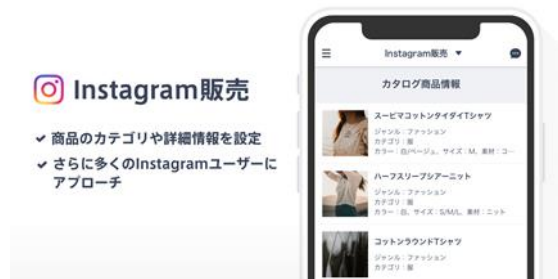 Instagram販売
✓ 商品のカテゴリや詳細情報を設定
✓ さらに多くのInstagramユーザーに
アプローチ
Instagram販売 ▼
カタログ商品情報
スーピマコットンタイダイTシャツ
ジャンル：ファッション
カテゴリ：服
カラー：白/ベージュ、サイズ：M、素材：コ…
ハーフスリーブシアーニット
ジャンル：ファッション
カテゴリ：服
カラー：白、サイズ：S/M/L、素材：ニット
コットンラウンドTシャツ
ジャンル：ファッション
カテゴリ：服